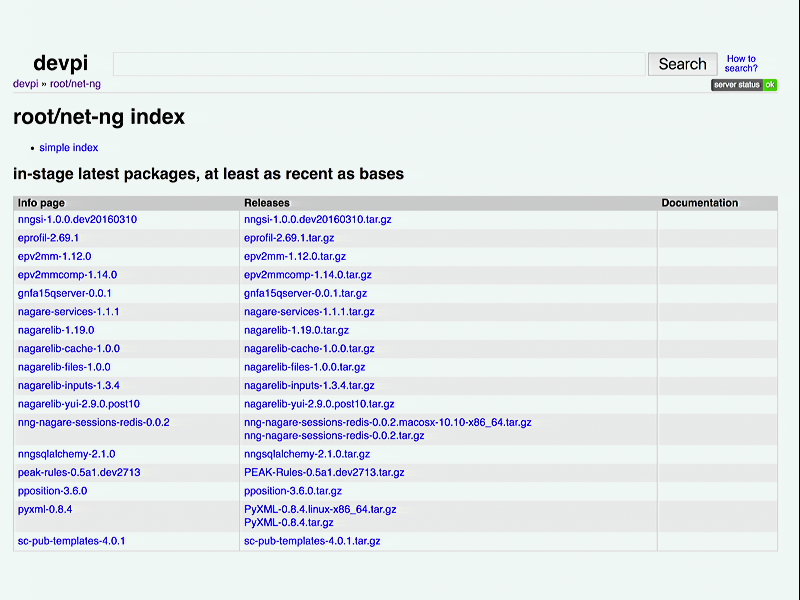 devpi
Search
How to search?
devpi » root/net-ng
server status ok
root/net-ng index
• simple index
in-stage latest packages, at least as recent as bases
Info page Releases Documentation
nngsi-1.0.0.dev20160310 nngsi-1.0.0.dev20160310.tar.gz
eprofil-2.69.1 eprofil-2.69.1.tar.gz
epv2mm-1.12.0 epv2mm-1.12.0.tar.gz
epv2mmcomp-1.14.0 epv2mmcomp-1.14.0.tar.gz
gnfa15qserver-0.0.1 gnfa15qserver-0.0.1.tar.gz
nagare-services-1.1.1 nagare-services-1.1.1.tar.gz
nagarelib-1.19.0 nagarelib-1.19.0.tar.gz
nagarelib-cache-1.0.0 nagarelib-cache-1.0.0.tar.gz
nagarelib-files-1.0.0 nagarelib-files-1.0.0.tar.gz
nagarelib-inputs-1.3.4 nagarelib-inputs-1.3.4.tar.gz
nagarelib-yui-2.9.0.post10 nagarelib-yui-2.9.0.post10.tar.gz
nng-nagare-sessions-redis-0.0.2 nng-nagare-sessions-redis-0.0.2.macosx-10.10-x86_64.tar.gz
nng-nagare-sessions-redis-0.0.2.tar.gz
nngsqlalchemy-2.1.0 nngsqlalchemy-2.1.0.tar.gz
peak-rules-0.5a1.dev2713 PEAK-Rules-0.5a1.dev2713.tar.gz
pposition-3.6.0 pposition-3.6.0.tar.gz
pyxml-0.8.4 PyXML-0.8.4.linux-x86_64.tar.gz
PyXML-0.8.4.tar.gz
sc-pub-templates-4.0.1 sc-pub-templates-4.0.1.tar.gz